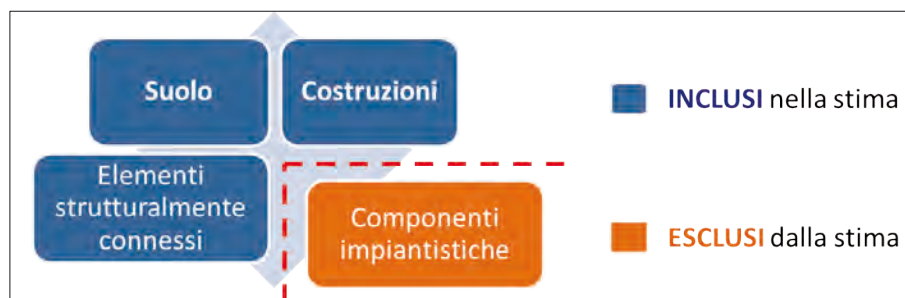 Suolo
Costruzioni
Elementi
strutturalmente
connessi
Componenti
impiantistiche
INCLUSI nella stima
ESCLUSI dalla stima